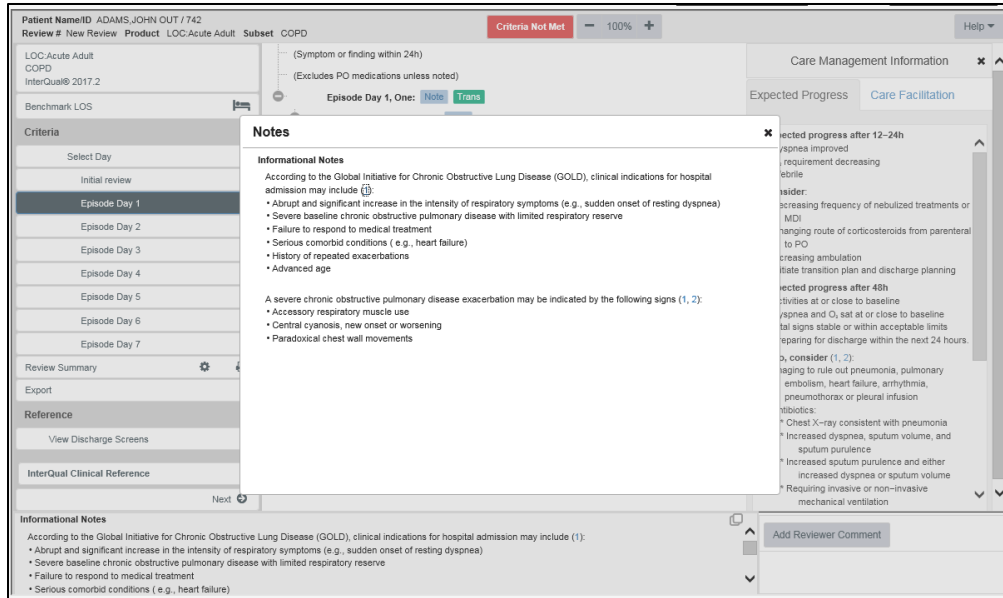 Patient Name/ID ADAMS,JOHN OUT / 742
Review # New Review Product LOC:Acute Adult Subset COPD
Criteria Not Met
100%
Help
LOC:Acute Adult
COPD
InterQual® 2017.2
Benchmark LOS
Criteria
Select Day
Initial review
Episode Day 1
Episode Day 2
Episode Day 3
Episode Day 4
Episode Day 5
Episode Day 6
Episode Day 7
Review Summary
Export
Reference
View Discharge Screens
InterQual Clinical Reference
Next
(Symptom or finding within 24h)
(Excludes PO medications unless noted)
Episode Day 1, One: Note Trans
Notes
Informational Notes
According to the Global Initiative for Chronic Obstructive Lung Disease (GOLD), clinical indications for hospital
admission may include (1):
• Abrupt and significant increase in the intensity of respiratory symptoms (e.g., sudden onset of resting dyspnea)
• Severe baseline chronic obstructive pulmonary disease with limited respiratory reserve
• Failure to respond to medical treatment
• Serious comorbid conditions ( e.g., heart failure)
• History of repeated exacerbations
• Advanced age
A severe chronic obstructive pulmonary disease exacerbation may be indicated by the following signs (1, 2):
• Accessory respiratory muscle use
• Central cyanosis, new onset or worsening
• Paradoxical chest wall movements
Care Management Information
Expected Progress Care Facilitation
pected progress after 12–24h
yspnea improved
requirement decreasing
ebrile
nsider:
ecreasing frequency of nebulized treatments or
MDI
hanging route of corticosteroids from parenteral
to PO
creasing ambulation
itiate transition plan and discharge planning
pected progress after 48h
ctivities at or close to baseline
yspnea and O₂ sat at or close to baseline
tal signs stable or within acceptable limits
reparing for discharge within the next 24 hours.
o, consider (1, 2):
aging to rule out pneumonia, pulmonary
embolism, heart failure, arrhythmia,
pneumothorax or pleural infusion
ntibiotics:
* Chest X–ray consistent with pneumonia
* Increased dyspnea, sputum volume, and
sputum purulence
* Increased sputum purulence and either
increased dyspnea or sputum volume
* Requiring invasive or non–invasive
mechanical ventilation
Informational Notes
According to the Global Initiative for Chronic Obstructive Lung Disease (GOLD), clinical indications for hospital admission may include (1):
• Abrupt and significant increase in the intensity of respiratory symptoms (e.g., sudden onset of resting dyspnea)
• Severe baseline chronic obstructive pulmonary disease with limited respiratory reserve
• Failure to respond to medical treatment
• Serious comorbid conditions ( e.g., heart failure)
Add Reviewer Comment